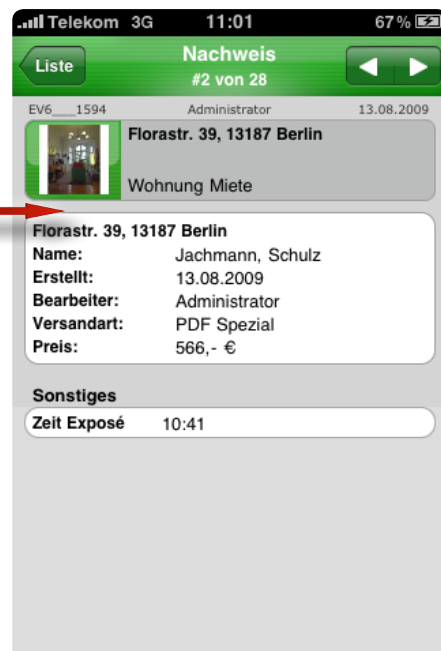 Telekom 3G 11:01 67%
Liste
Nachweis
#2 von 28
EV6___1594 Administrator 13.08.2009
Florastr. 39, 13187 Berlin
Wohnung Miete
Florastr. 39, 13187 Berlin
Name: Jachmann, Schulz
Erstellt: 13.08.2009
Bearbeiter: Administrator
Versandart: PDF Spezial
Preis: 566,- €
Sonstiges
Zeit Exposé 10:41